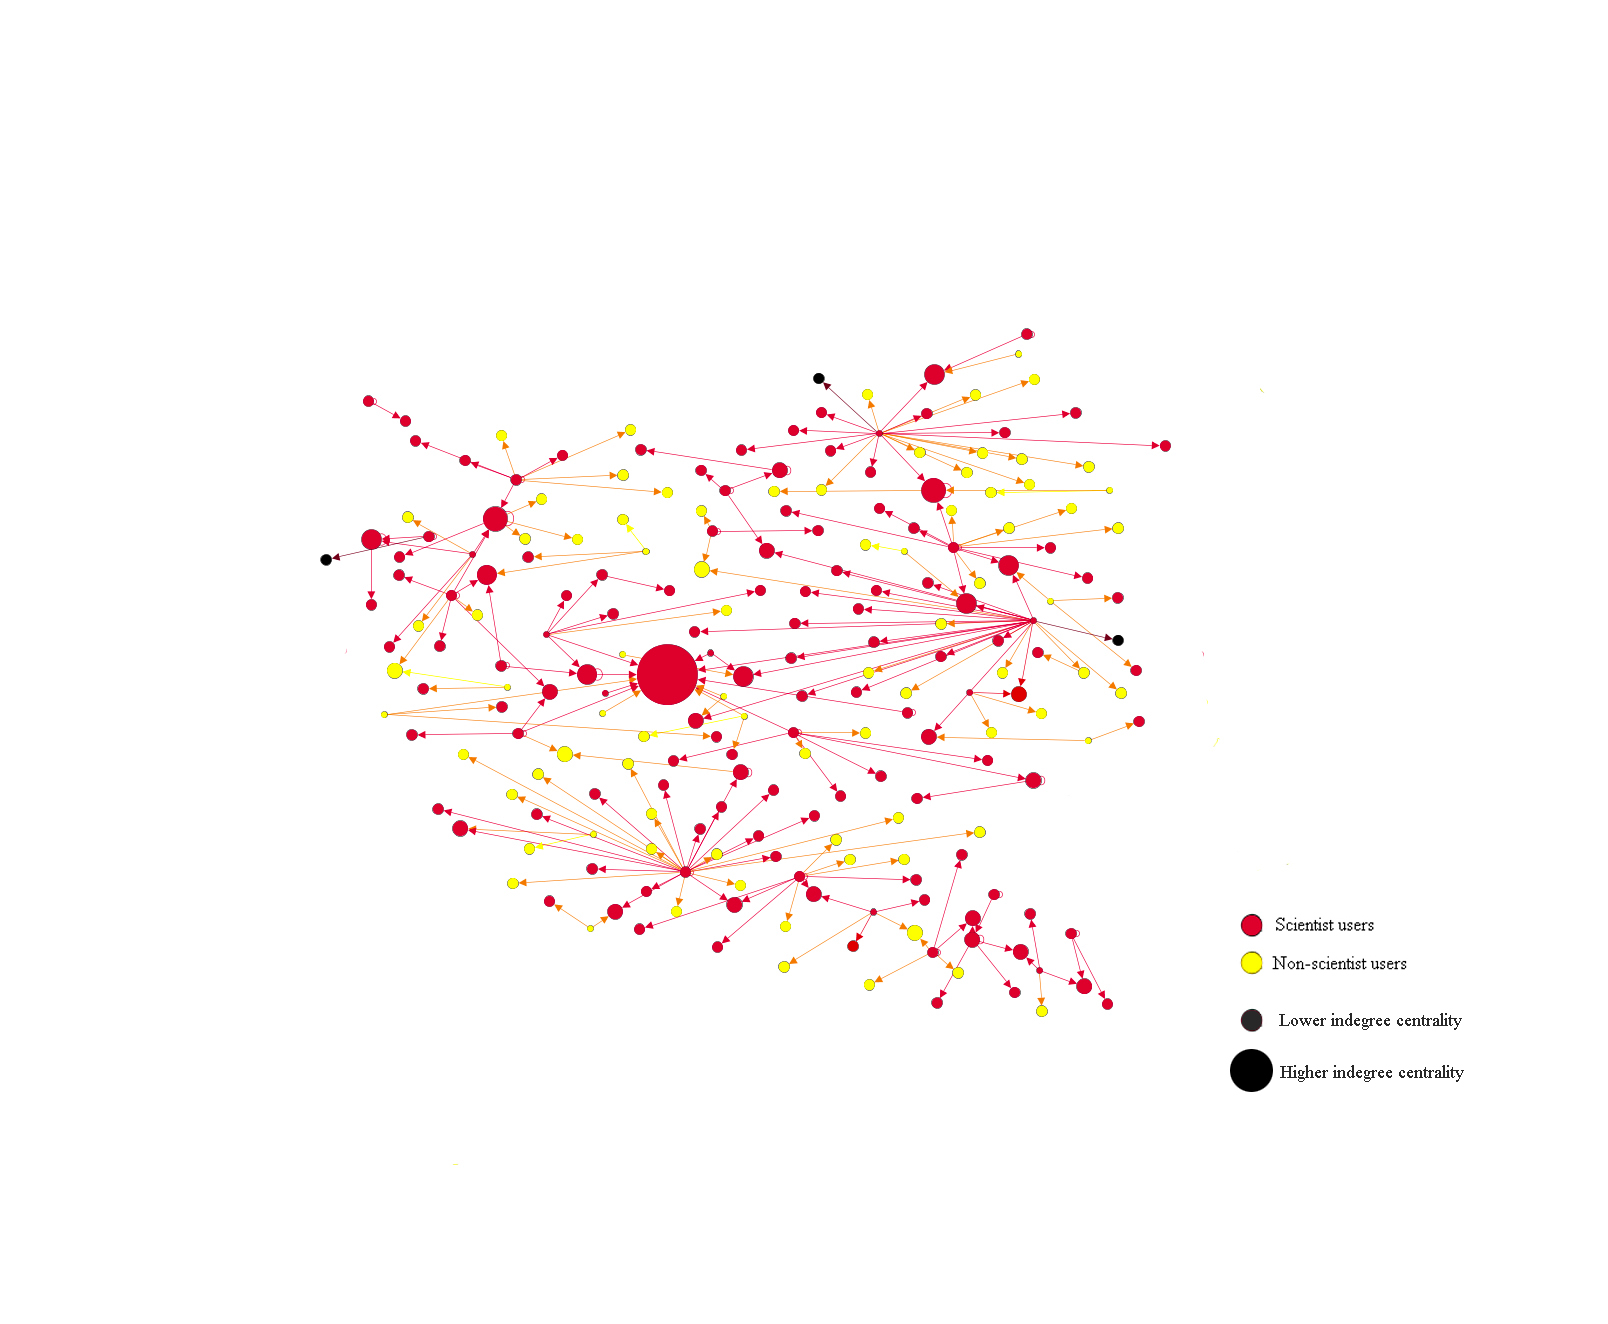 Scientist users
Non-scientist users
Lower indegree centrality
Higher indegree centrality